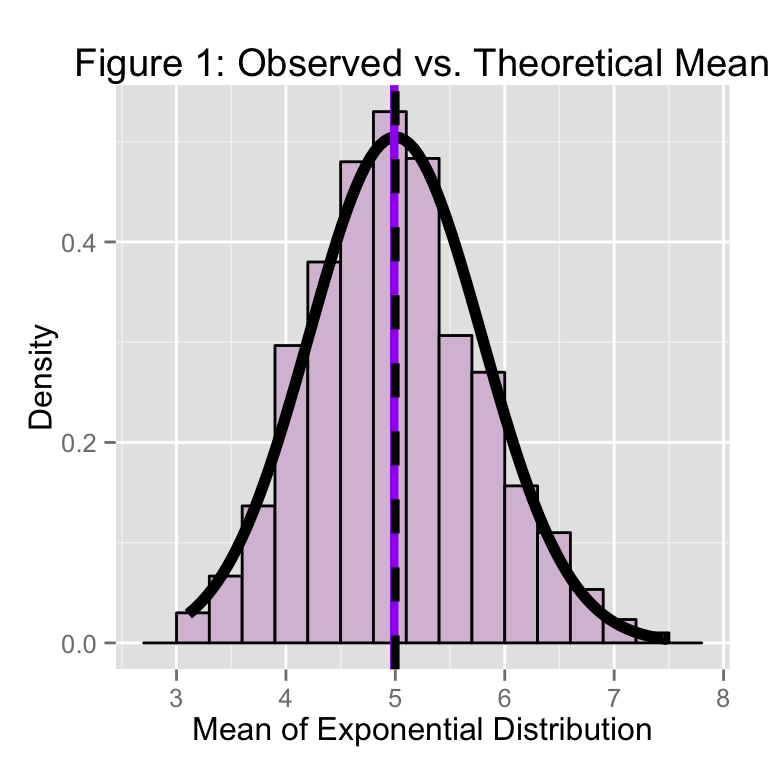 Figure 1: Observed vs. Theoretical Mean
Density
0.4
0.2
0.0
3 4 5 6 7 8
Mean of Exponential Distribution